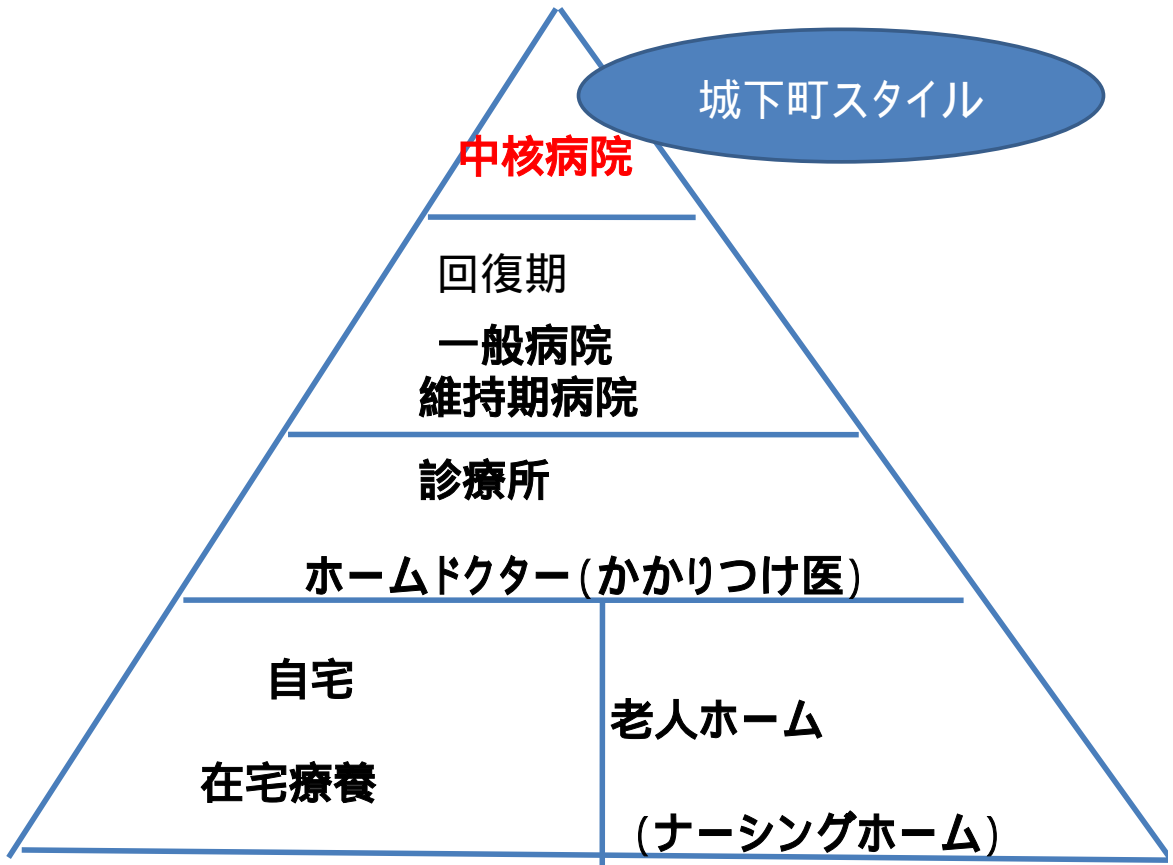 城下町スタイル
中核病院
回復期
一般病院
維持期病院
診療所
ホームドクター(かかりつけ医)
自宅
老人ホーム
在宅療養
(ナーシングホーム)